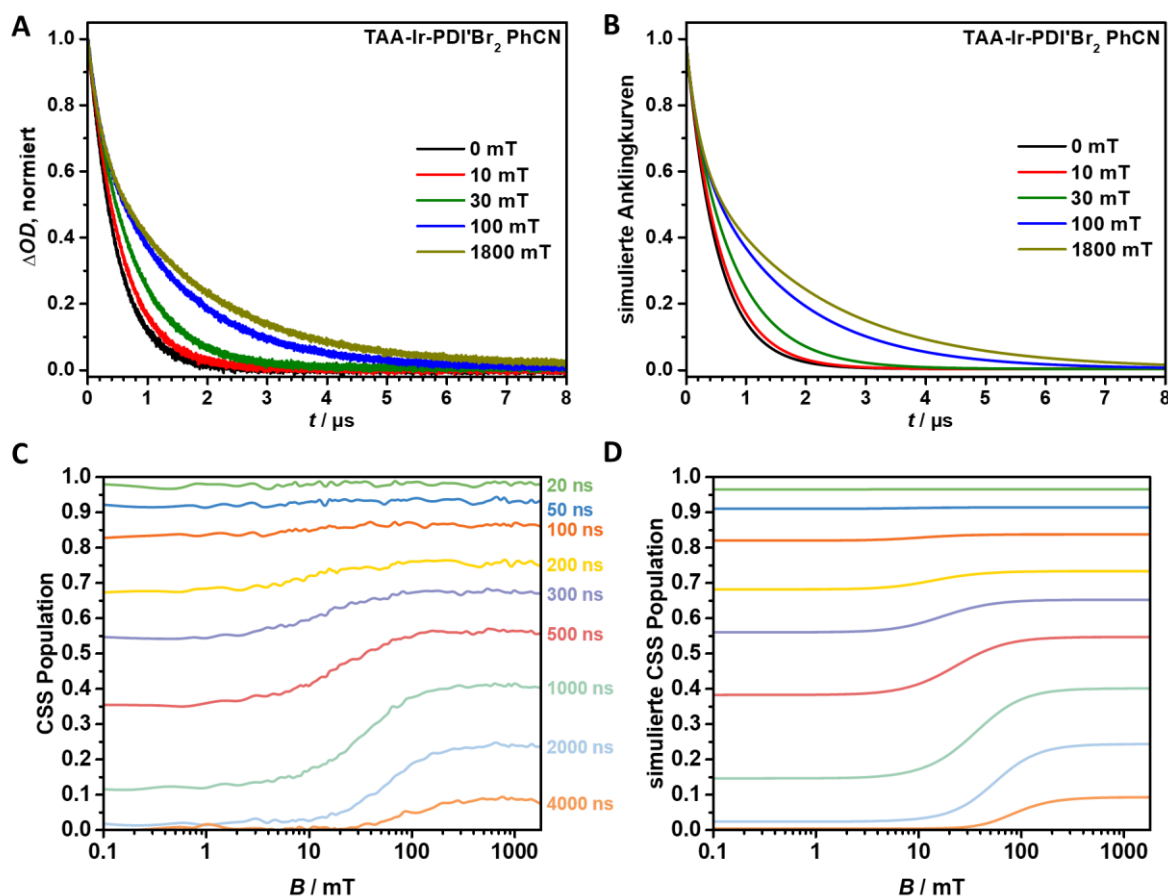 A
TAA-Ir-PDI'Br2 PhCN
ΔOD, normiert
1.0
0.8
0.6
0.4
0.2
0.0
0 mT
10 mT
30 mT
100 mT
1800 mT
0 1 2 3 4 5 6 7 8
t / µs
B
TAA-Ir-PDI'Br2 PhCN
simulierte Anklingkurven
1.0
0.8
0.6
0.4
0.2
0.0
0 mT
10 mT
30 mT
100 mT
1800 mT
0 1 2 3 4 5 6 7 8
t / µs
C
CSS Population
1.0
0.9
0.8
0.7
0.6
0.5
0.4
0.3
0.2
0.1
0.0
20 ns
50 ns
100 ns
200 ns
300 ns
500 ns
1000 ns
2000 ns
4000 ns
0.1 1 10 100 1000
B / mT
D
simulierte CSS Population
1.0
0.9
0.8
0.7
0.6
0.5
0.4
0.3
0.2
0.1
0.0
0.1 1 10 100 1000
B / mT